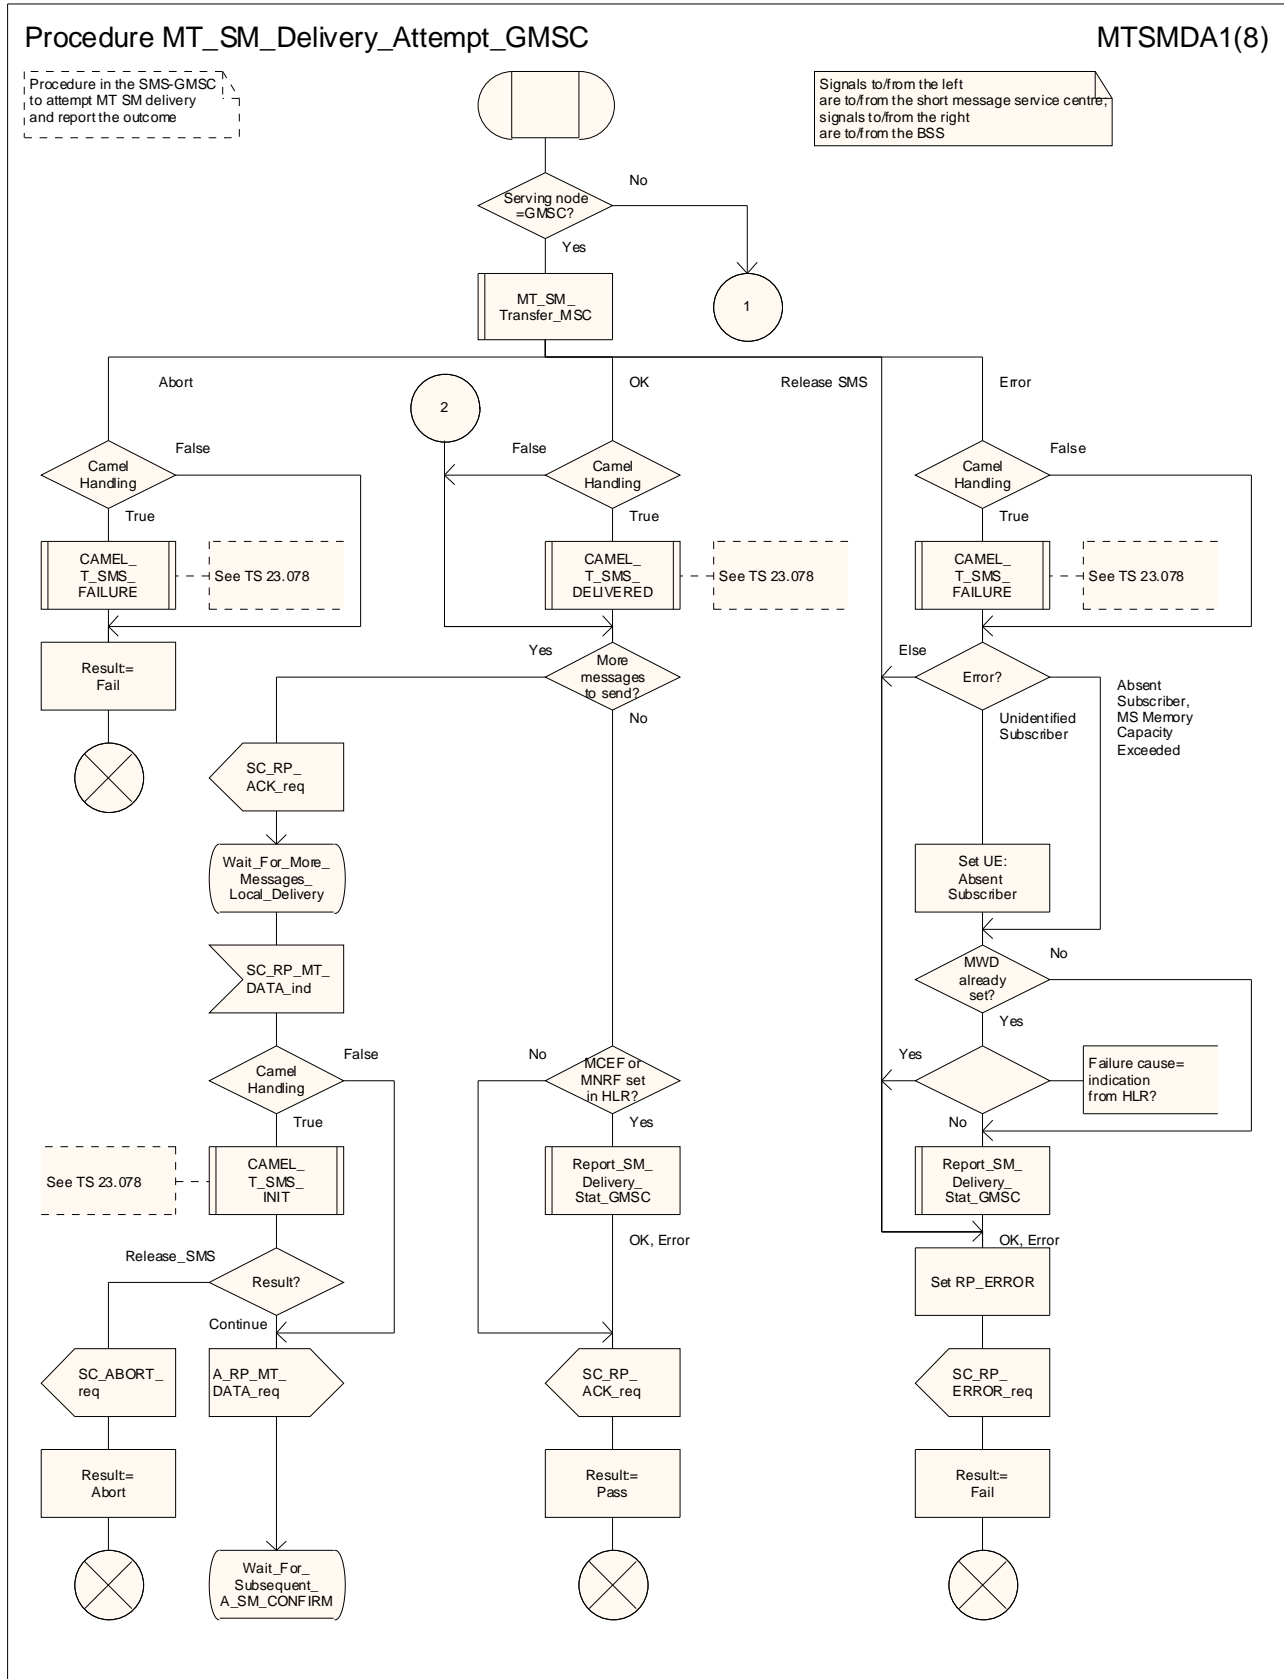 Procedure MT_SM_Delivery_Attempt_GMSC
MTSMDA1(8)
Procedure in the SMS-GMSC
to attempt MT SM delivery
and report the outcome
Signals to/from the left
are to/from the short message service centre;
signals to/from the right
are to/from the BSS
Serving node
=GMSC?
No
Yes
MT_SM_
Transfer_MSC
1
Abort
OK
Release SMS
Error
2
Camel
Handling
False
True
CAMEL_
T_SMS_
FAILURE
See TS 23.078
Result:=
Fail
Camel
Handling
False
True
CAMEL_
T_SMS_
DELIVERED
See TS 23.078
Camel
Handling
False
True
CAMEL_
T_SMS_
FAILURE
See TS 23.078
Yes
More
messages
to send?
No
Else
Error?
Unidentified
Subscriber
Absent
Subscriber,
MS Memory
Capacity
Exceeded
SC_RP_
ACK_req
Wait_For_More_
Messages_
Local_Delivery
SC_RP_MT_
DATA_ind
Camel
Handling
False
True
See TS 23.078
CAMEL_
T_SMS_
INIT
Release_SMS
Result?
Continue
SC_ABORT_
req
Result:=
Abort
A_RP_MT_
DATA_req
Wait_For_
Subsequent_
A_SM_CONFIRM
No
MCEF or
MNRF set
in HLR?
Yes
Report_SM_
Delivery_
Stat_GMSC
OK, Error
SC_RP_
ACK_req
Result:=
Pass
Set UE:
Absent
Subscriber
MWD
already
set?
No
Yes
Yes
Failure cause=
indication
from HLR?
No
Report_SM_
Delivery_
Stat_GMSC
OK, Error
Set RP_ERROR
SC_RP_
ERROR_req
Result:=
Fail